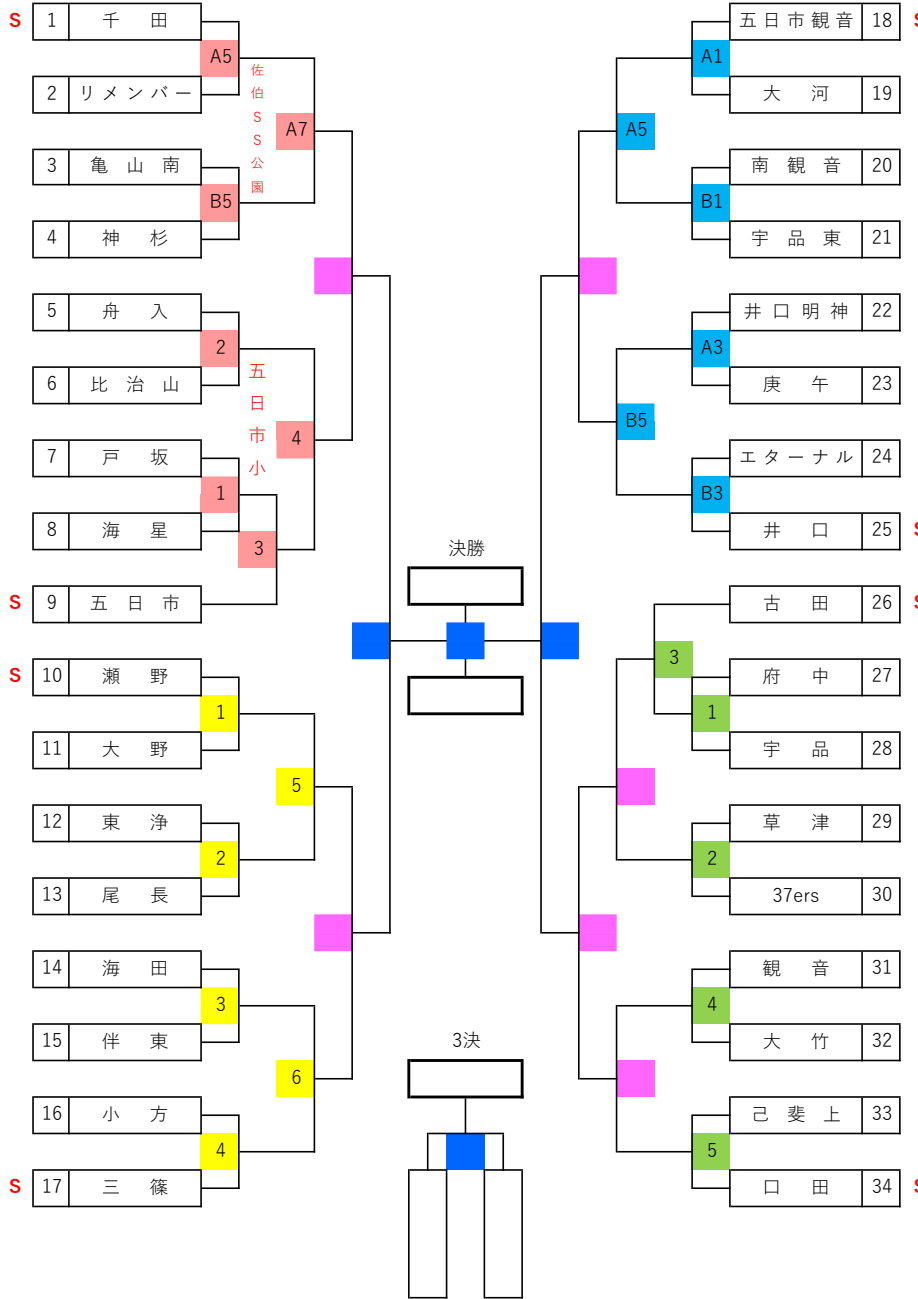 S 1 千田
A5
2 リメンバー
佐伯SS公園
A7
3 亀山南
B5
4 神杉
5 舟入
2
6 比治山
五日市小
4
7 戸坂
1
8 海星
3
S 9 五日市
S 10 瀬野
1
11 大野
5
12 東浄
2
13 尾長
14 海田
3
15 伴東
6
16 小方
4
S 17 三篠
決勝
3決
五日市観音 18 S
A1
大河 19
A5
南観音 20
B1
宇品東 21
井口明神 22
A3
庚午 23
B5
エターナル 24
B3
井口 25 S
古田 26 S
3
府中 27
1
宇品 28
草津 29
2
37ers 30
観音 31
4
大竹 32
己斐上 33
5
口田 34 S